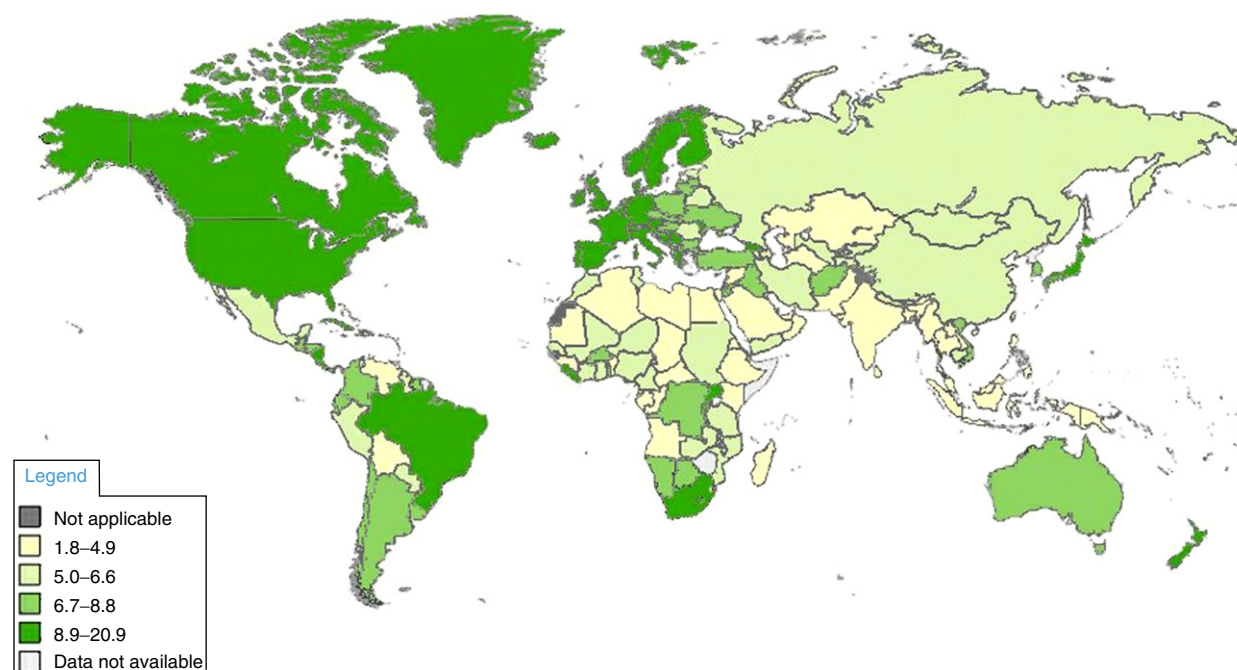 Legend
Not applicable
1.8–4.9
5.0–6.6
6.7–8.8
8.9–20.9
Data not available